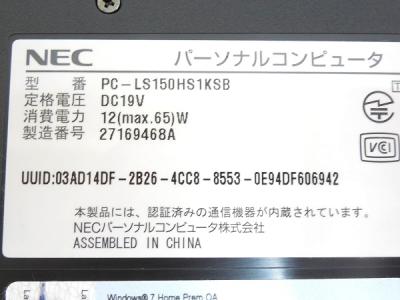 NEC パーソナルコンピュータ
型 番 PC-LS150HS1KSB
定格電圧 DC19V
消費電力 12(max.65)W
製造番号 27169468A
VCCI
UUID:03AD14DF-2B26-4CC8-8553-0E94DF606942
本製品には、認証済みの通信機器が内蔵されています.
NECパーソナルコンピュータ株式会社
ASSEMBLED IN CHINA
Windows® 7 Home Prem OA